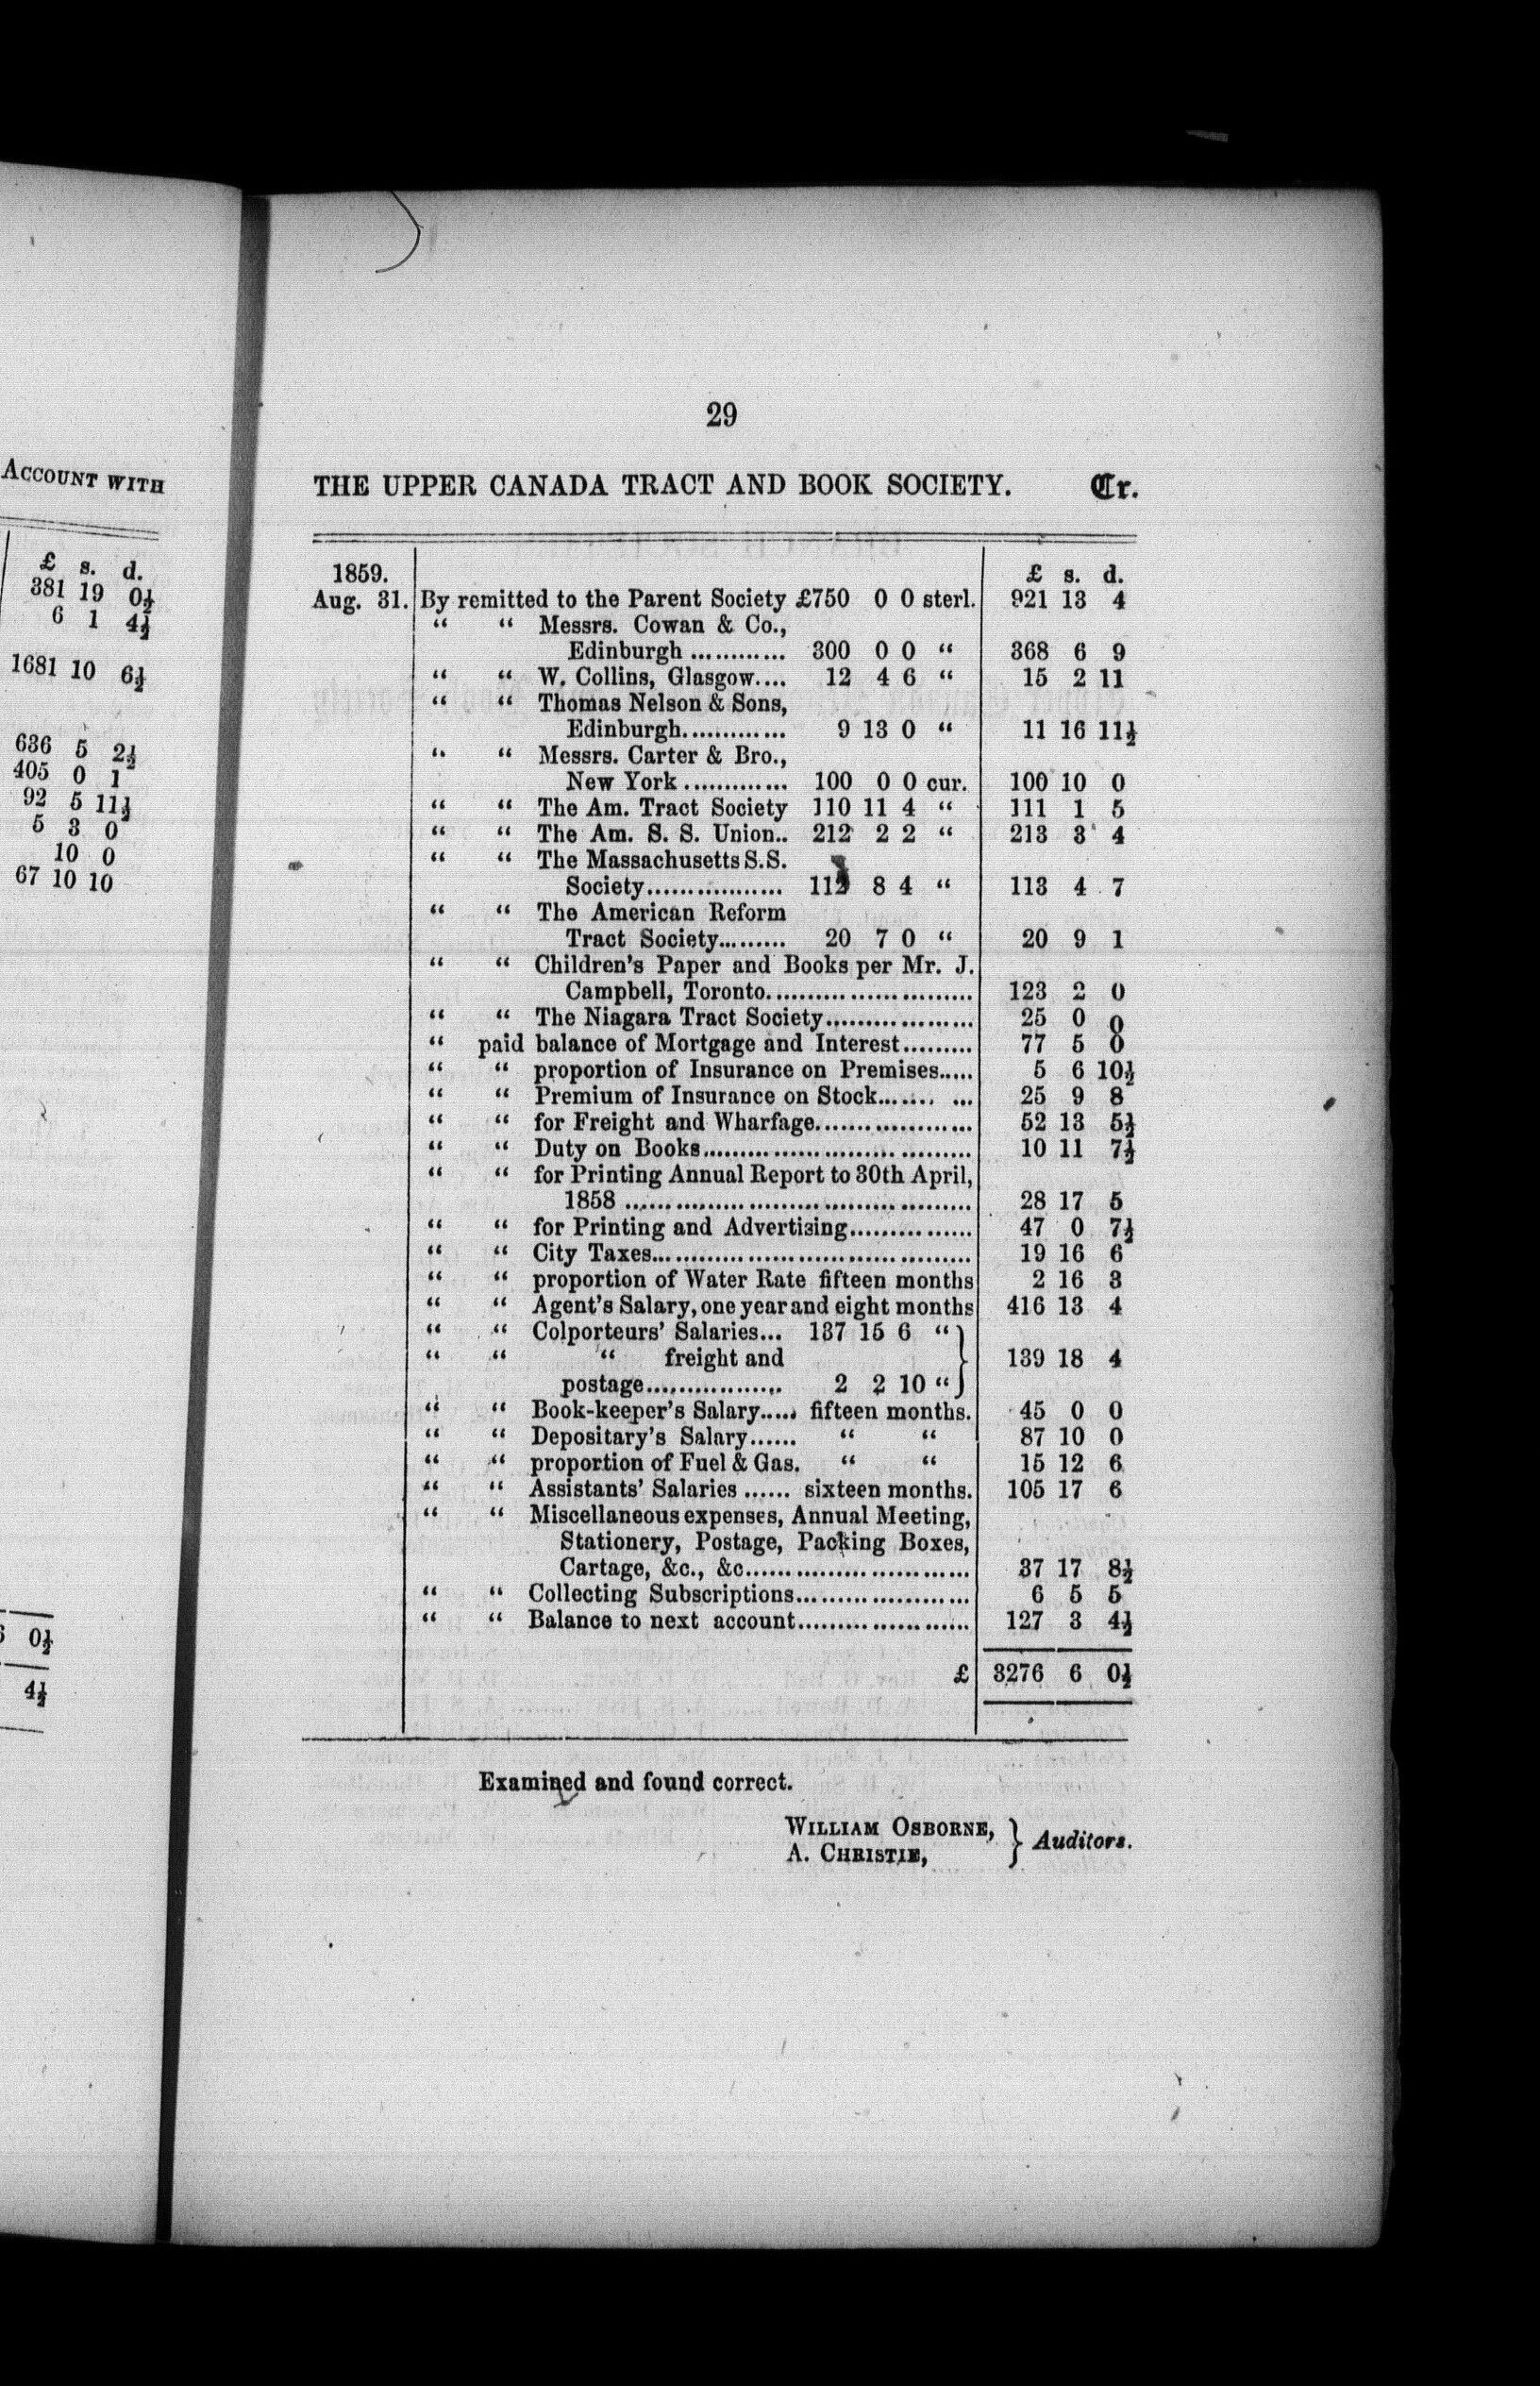 ACCOUNT WITH
£ s. d.
381 19 0½
6 1 4½
1681 10 6½
636 5 2½
405 0 1
92 5 11½
5 3 0
10 0
67 10 10
0½
4½
29
THE UPPER CANADA TRACT AND BOOK SOCIETY. Cr.
1859. £ s. d.
Aug. 31. By remitted to the Parent Society £750 0 0 sterl. 921 13 4
“ “ Messrs. Cowan & Co.,
Edinburgh ............ 300 0 0 “ 368 6 9
“ “ W. Collins, Glasgow.... 12 4 6 “ 15 2 11
“ “ Thomas Nelson & Sons,
Edinburgh............. 9 13 0 “ 11 16 11½
“ “ Messrs. Carter & Bro.,
New York ............. 100 0 0 cur. 100 10 0
“ “ The Am. Tract Society 110 11 4 “ 111 1 5
“ “ The Am. S. S. Union.. 212 2 2 “ 213 3 4
“ “ The Massachusetts S.S.
Society................. 112 8 4 “ 113 4 7
“ “ The American Reform
Tract Society......... 20 7 0 “ 20 9 1
“ “ Children's Paper and Books per Mr. J.
Campbell, Toronto.......................... 123 2 0
“ “ The Niagara Tract Society.................. 25 0 0
“ paid balance of Mortgage and Interest......... 77 5 0
“ “ proportion of Insurance on Premises..... 5 6 10½
“ “ Premium of Insurance on Stock....... ... 25 9 8
“ “ for Freight and Wharfage................... 52 13 5½
“ “ Duty on Books................................. 10 11 7½
“ “ for Printing Annual Report to 30th April,
1858 .......................................... 28 17 5
“ “ for Printing and Advertising............... 47 0 7½
“ “ City Taxes....................................... 19 16 6
“ “ proportion of Water Rate fifteen months 2 16 3
“ “ Agent's Salary, one year and eight months 416 13 4
“ “ Colporteurs' Salaries... 137 15 6 “ }
“ “ “ freight and 139 18 4
postage................. 2 2 10 “
“ “ Book-keeper's Salary..... fifteen months. 45 0 0
“ “ Depositary's Salary...... “ “ 87 10 0
“ “ proportion of Fuel & Gas. “ “ 15 12 6
“ “ Assistants' Salaries ...... sixteen months. 105 17 6
“ “ Miscellaneous expenses, Annual Meeting,
Stationery, Postage, Packing Boxes,
Cartage, &c., &c........................... 37 17 8½
“ “ Collecting Subscriptions..................... 6 5 5
“ “ Balance to next account..................... 127 3 4½
£ 3276 6 0½
Examined and found correct.
WILLIAM OSBORNE, } Auditors.
A. CHRISTIE,